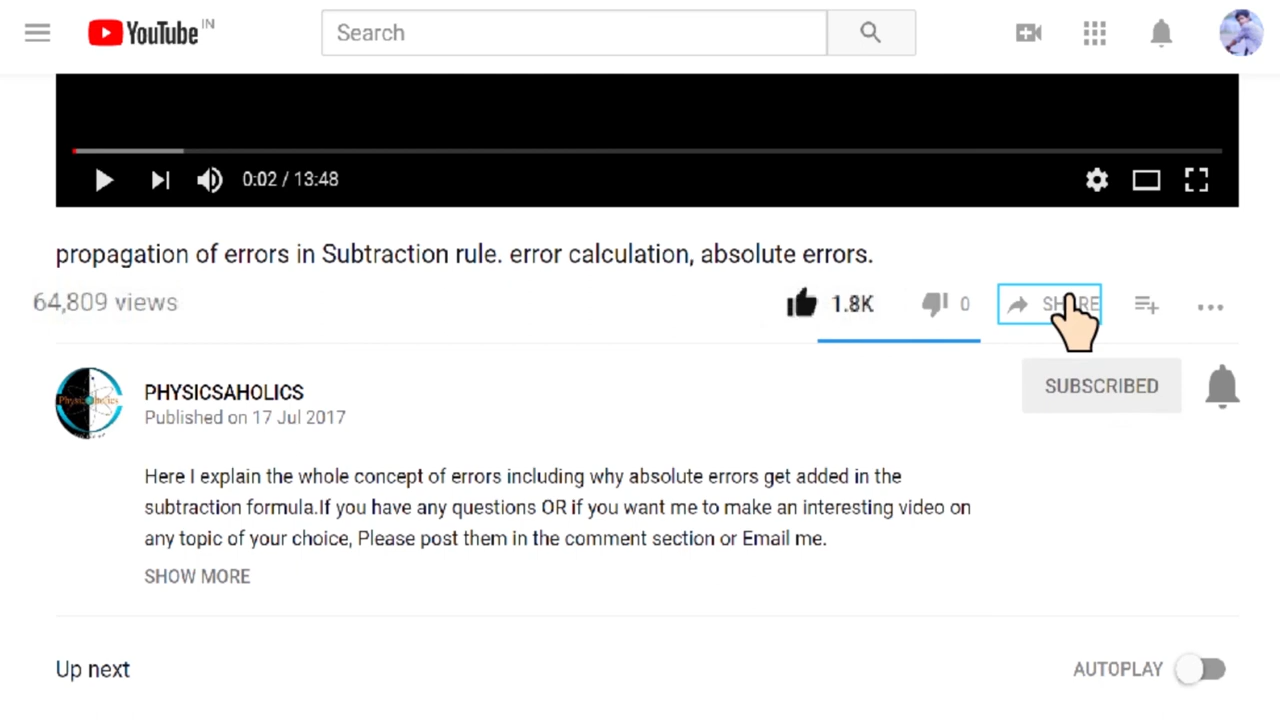 YouTube IN
Search
0:02 / 13:48
propagation of errors in Subtraction rule. error calculation, absolute errors.
64,809 views
1.8K
0
SHARE
PHYSICSAHOLICS
Published on 17 Jul 2017
SUBSCRIBED
Here I explain the whole concept of errors including why absolute errors get added in the
subtraction formula.If you have any questions OR if you want me to make an interesting video on
any topic of your choice, Please post them in the comment section or Email me.
SHOW MORE
Up next
AUTOPLAY